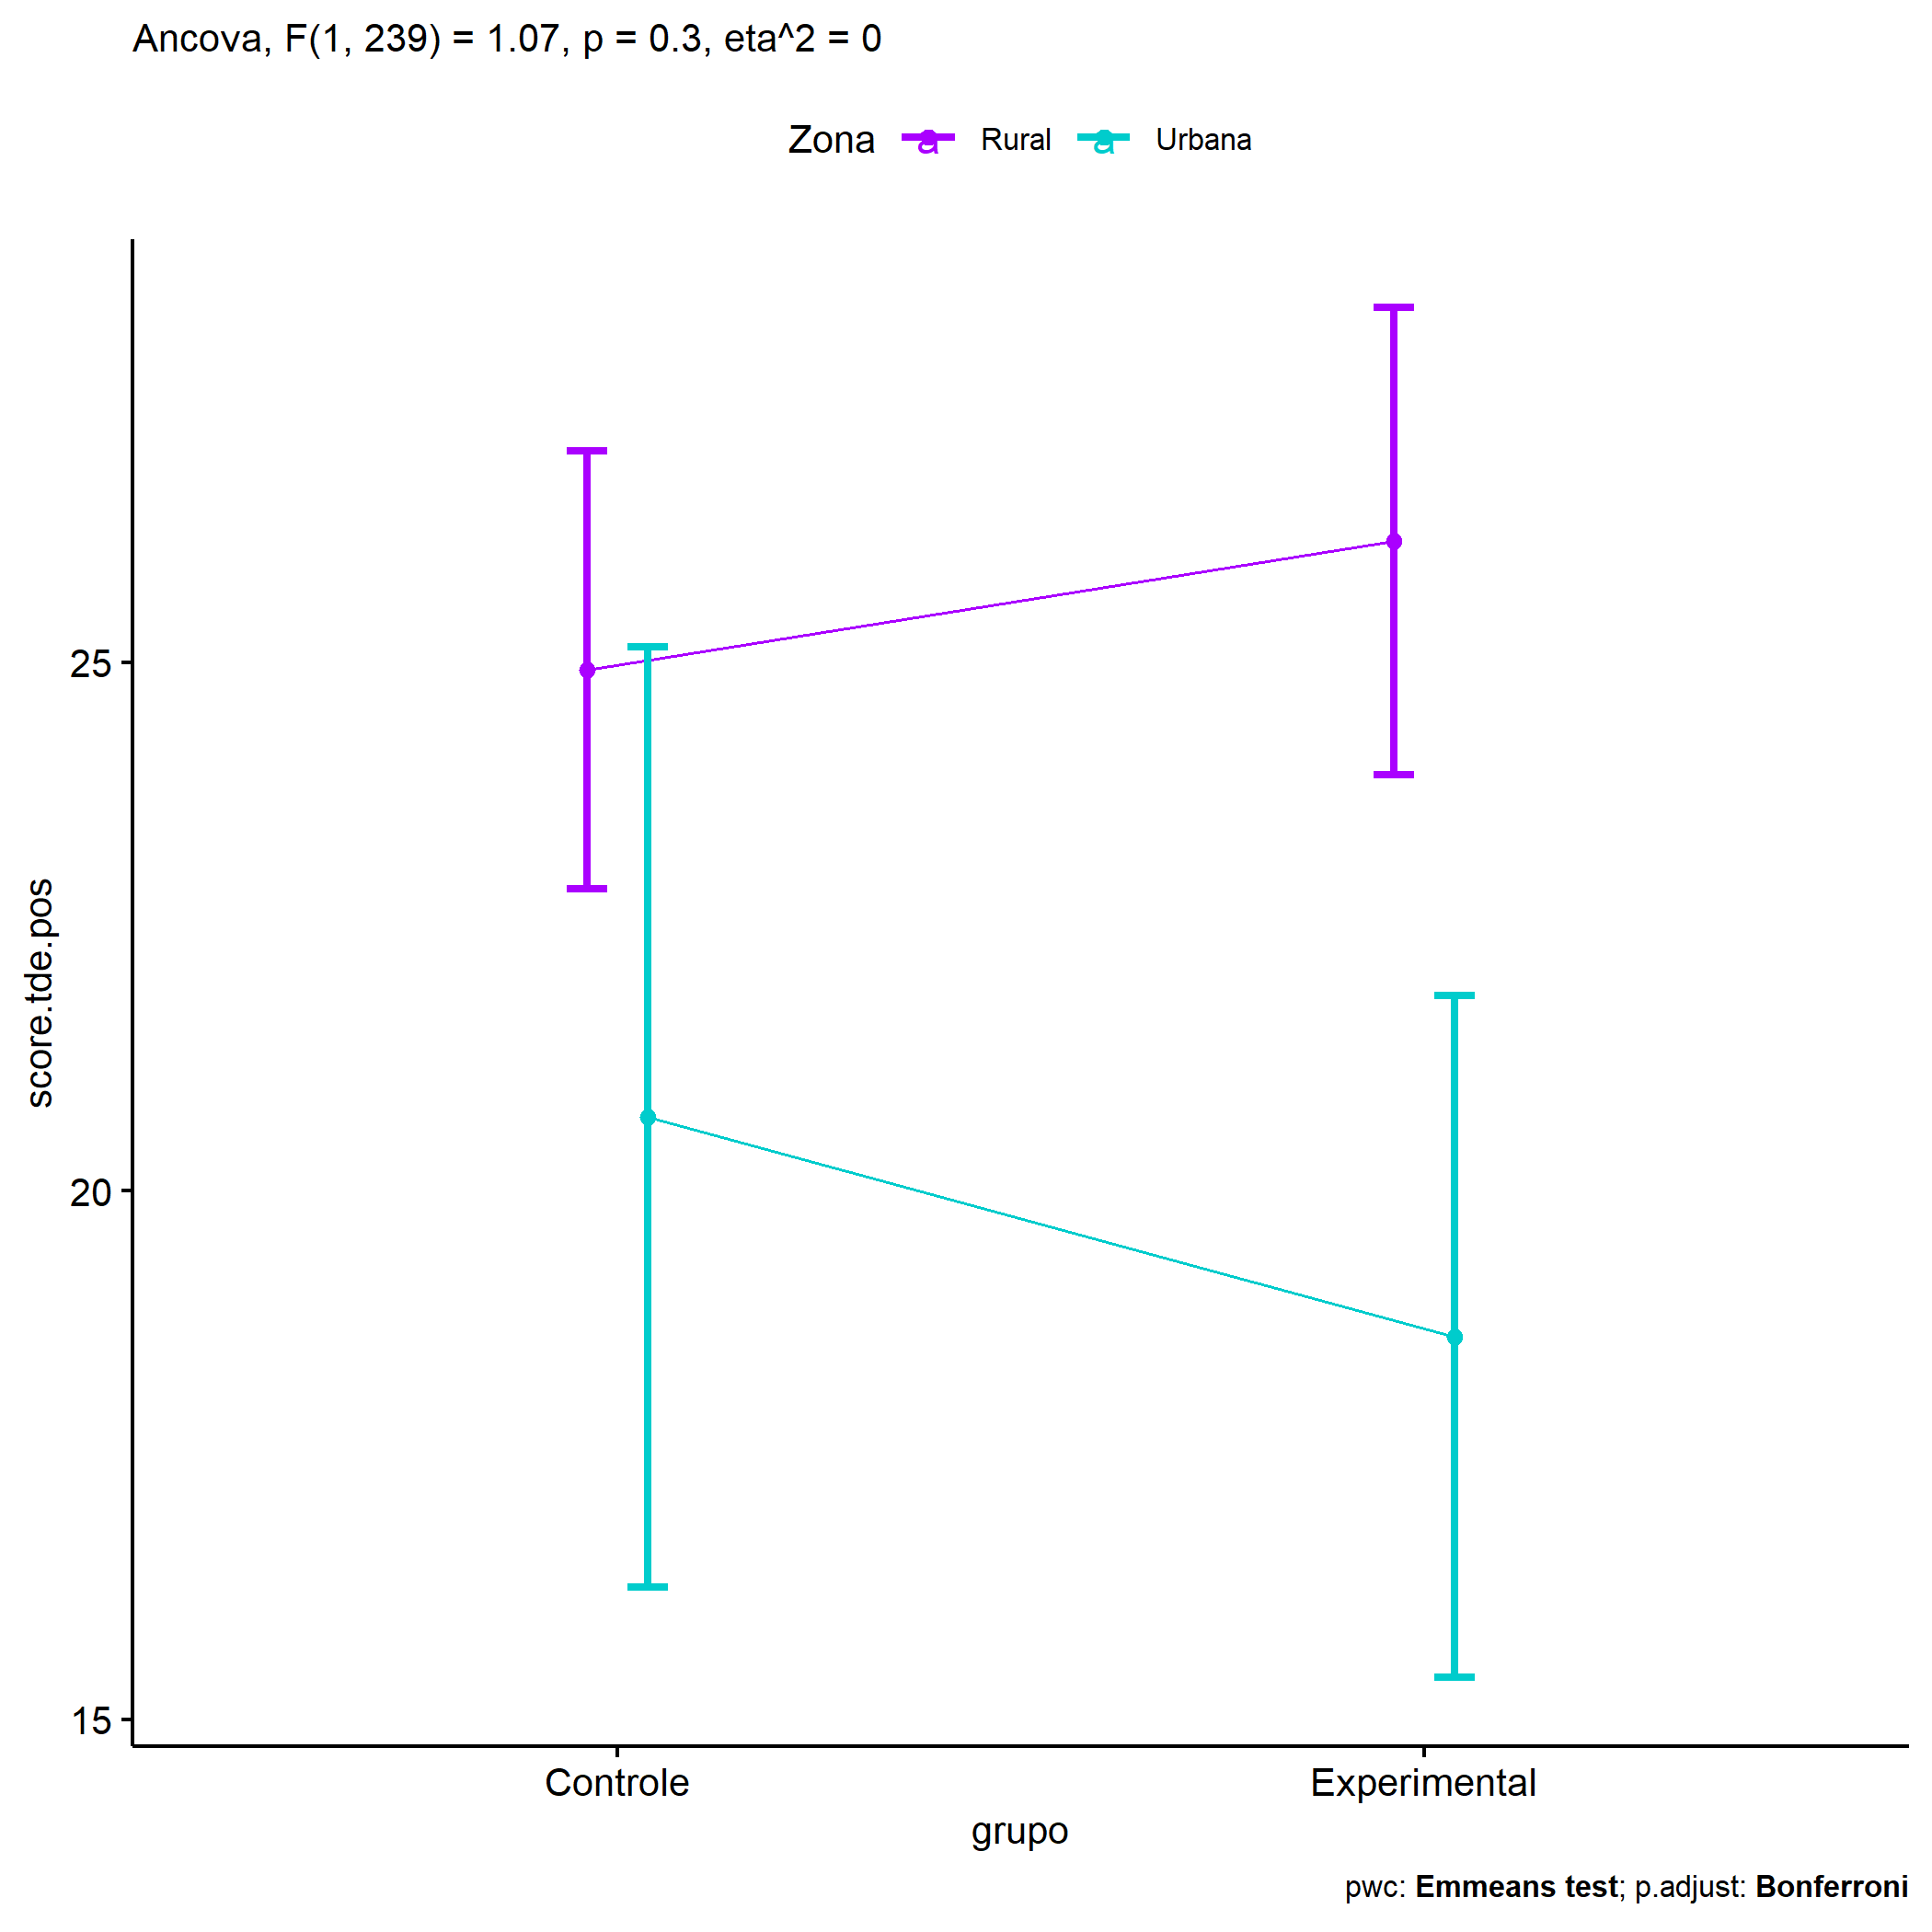 Ancova, F(1, 239) = 1.07, p = 0.3, eta^2 = 0
Zona a Rural a Urbana
25
20
15
score.tde.pos
Controle Experimental
grupo
pwc: Emmeans test; p.adjust: Bonferroni